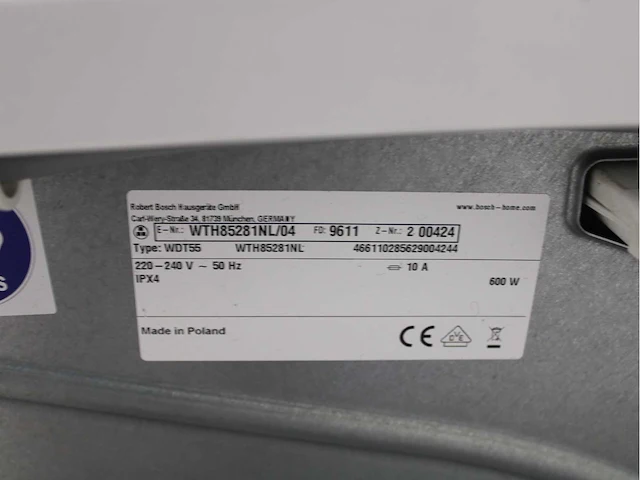 Robert Bosch Hausgeräte GmbH www.bosch-home.com
Carl-Wery-Straße 34, 81739 München, GERMANY
E-Nr.: WTH85281NL/04 FD: 9611 Z-Nr.: 2 00424
Type: WDT55 WTH85281NL 466110285629004244
220-240 V ~ 50 Hz 10 A
IPX4 600 W
Made in Poland CE VDE
S